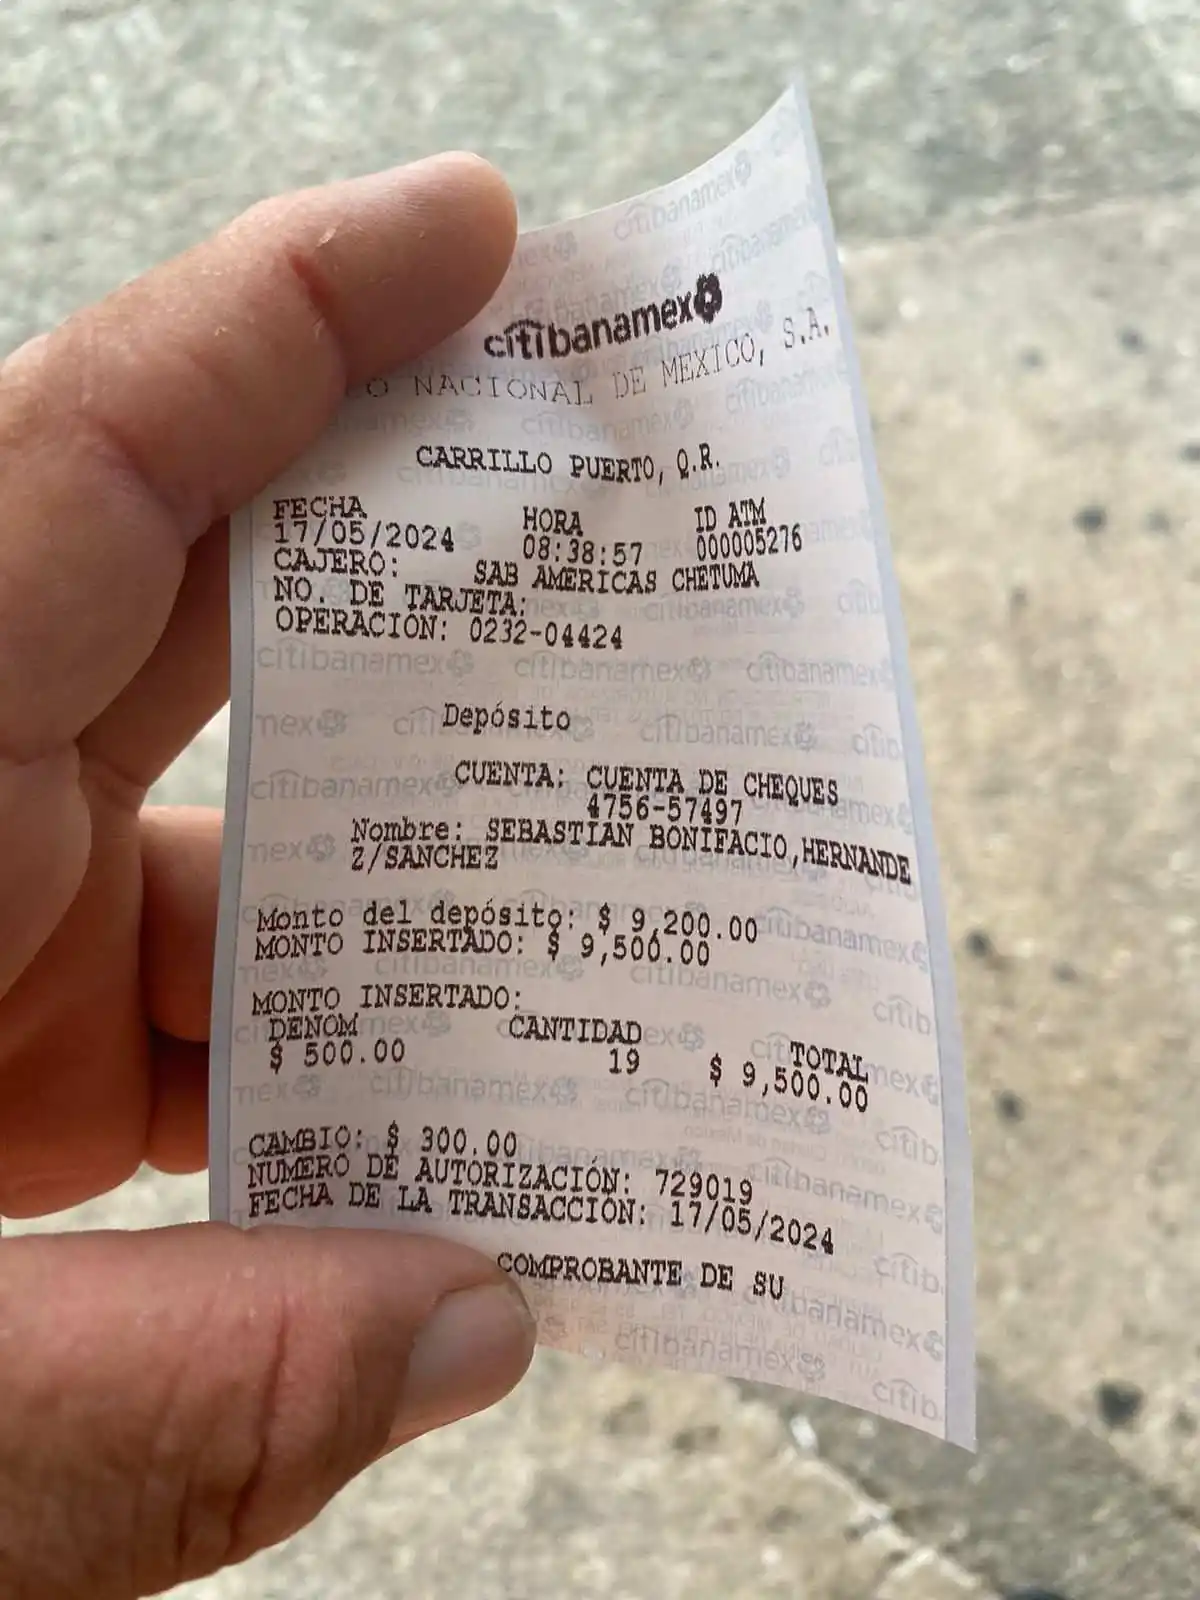 citibanamex
O NACIONAL DE MEXICO, S.A.
CARRILLO PUERTO, Q.R.
FECHA HORA ID ATM
17/05/2024 08:38:57 000005276
CAJERO: SAB AMERICAS CHETUMA
NO. DE TARJETA:
OPERACION: 0232-04424
Depósito
CUENTA: CUENTA DE CHEQUES
4756-57497
Nombre: SEBASTIAN BONIFACIO,HERNANDE
Z/SANCHEZ
Monto del depósito: $ 9,200.00
MONTO INSERTADO: $ 9,500.00
MONTO INSERTADO:
DENOM CANTIDAD TOTAL
$ 500.00 19 $ 9,500.00
CAMBIO: $ 300.00
NUMERO DE AUTORIZACIÓN: 729019
FECHA DE LA TRANSACCIÓN: 17/05/2024
COMPROBANTE DE SU